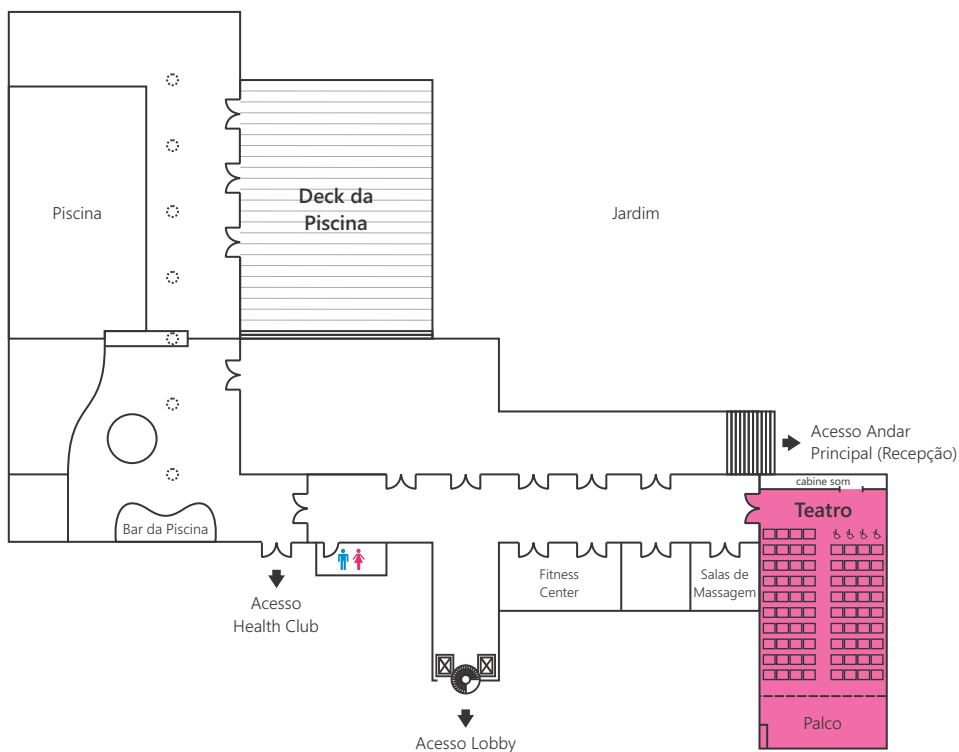 Piscina
Deck da
Piscina
Jardim
Acesso Andar
Principal (Recepção)
cabine som
Teatro
Bar da Piscina
Fitness
Center
Salas de
Massagem
Acesso
Health Club
Palco
Acesso Lobby